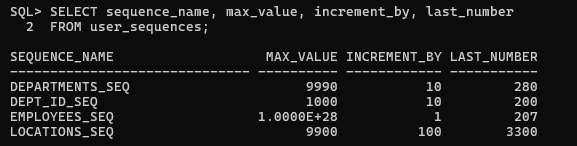 SQL> SELECT sequence_name, max_value, increment_by, last_number
  2  FROM user_sequences;

SEQUENCE_NAME                   MAX_VALUE INCREMENT_BY LAST_NUMBER
------------------------------ ---------- ------------ -----------
DEPARTMENTS_SEQ                      9990           10         280
DEPT_ID_SEQ                          1000           10         200
EMPLOYEES_SEQ                  1.0000E+28            1         207
LOCATIONS_SEQ                        9900          100        3300